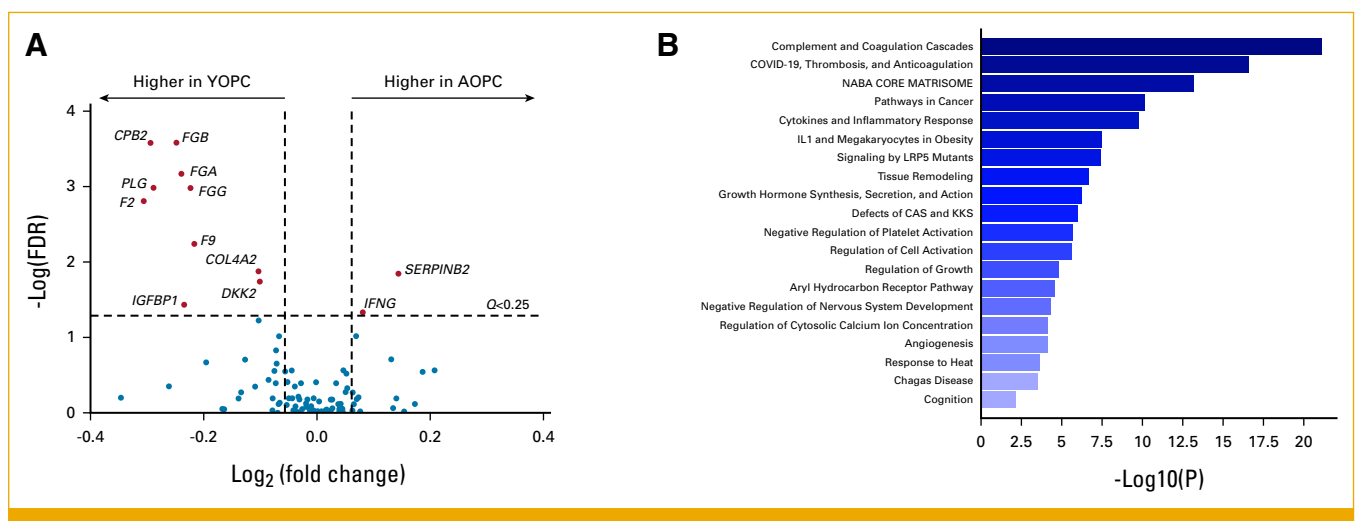 A
Higher in YOPC
Higher in AOPC
4
3
2
1
0
-Log(FDR)
CPB2
FGB
FGA
PLG
FGG
F2
F9
COL4A2
SERPINB2
DKK2
IGFBP1
IFNG
Q<0.25
-0.4
-0.2
0.0
0.2
0.4
Log2 (fold change)
B
Complement and Coagulation Cascades
COVID-19, Thrombosis, and Anticoagulation
NABA CORE MATRISOME
Pathways in Cancer
Cytokines and Inflammatory Response
IL1 and Megakaryocytes in Obesity
Signaling by LRP5 Mutants
Tissue Remodeling
Growth Hormone Synthesis, Secretion, and Action
Defects of CAS and KKS
Negative Regulation of Platelet Activation
Regulation of Cell Activation
Regulation of Growth
Aryl Hydrocarbon Receptor Pathway
Negative Regulation of Nervous System Development
Regulation of Cytosolic Calcium Ion Concentration
Angiogenesis
Response to Heat
Chagas Disease
Cognition
0
2.5
5
7.5
10
12.5
15
17.5
20
-Log10(P)